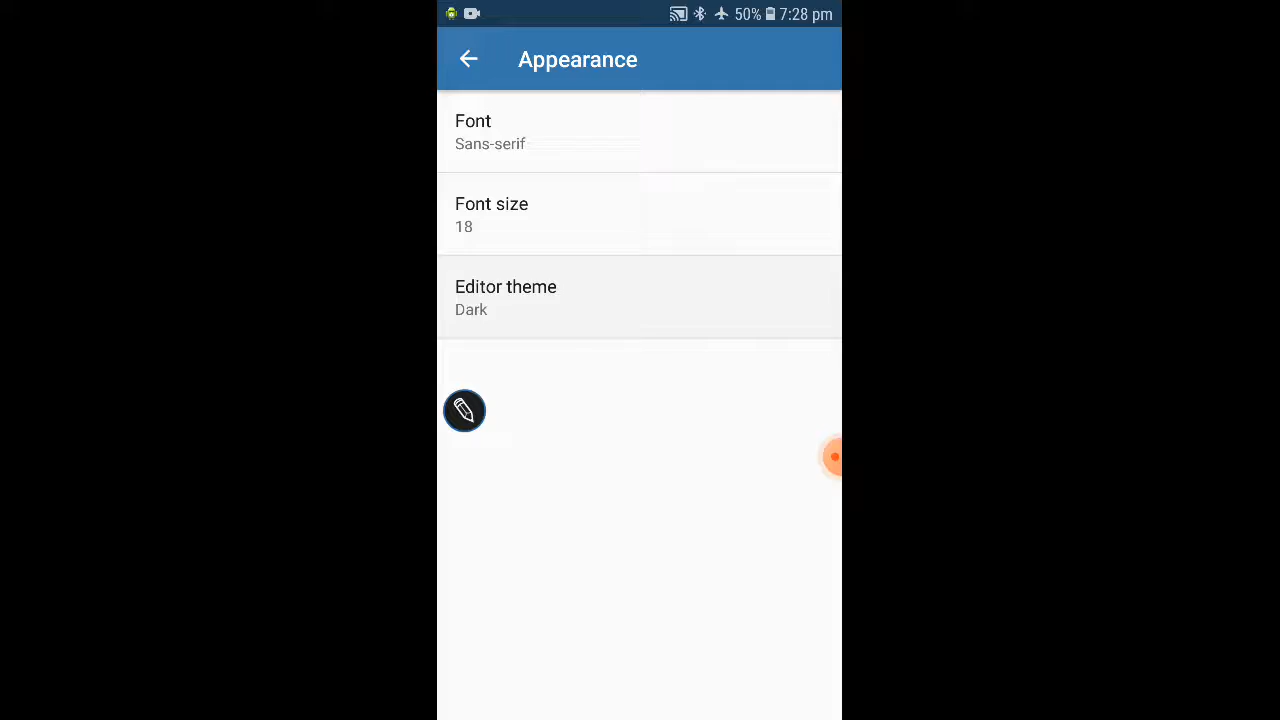 50% 7:28 pm
Appearance
Font
Sans-serif
Font size
18
Editor theme
Dark